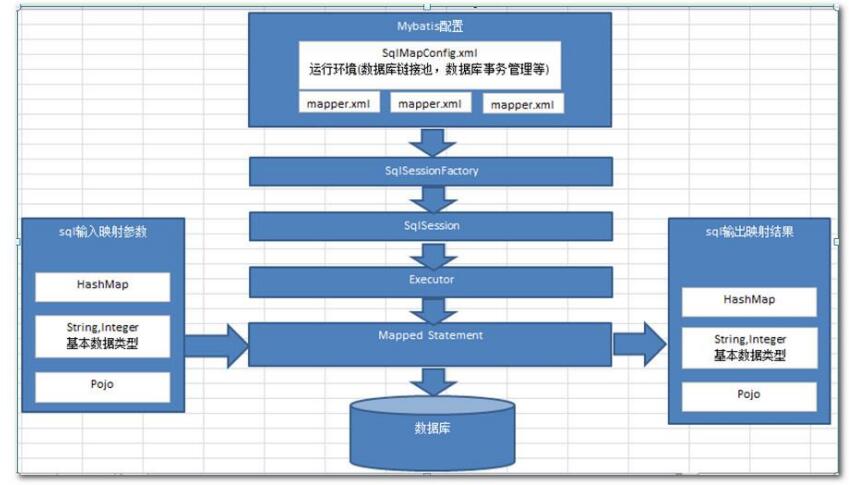 Mybatis配置
SqlMapConfig.xml
运行环境(数据库链接池，数据库事务管理等)
mapper.xml
mapper.xml
mapper.xml
SqlSessionFactory
SqlSession
Executor
Mapped Statement
数据库
sql输入映射参数
HashMap
String,Integer
基本数据类型
Pojo
sql输出映射结果
HashMap
String,Integer
基本数据类型
Pojo